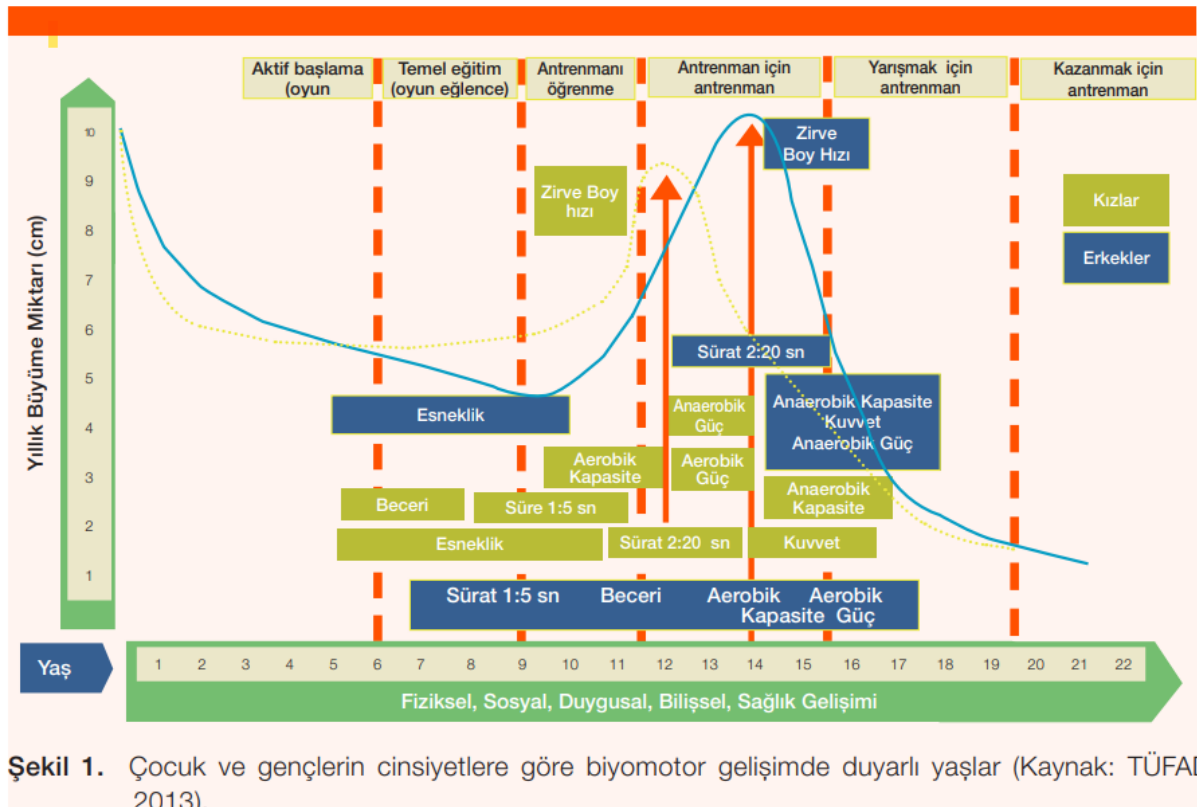 Aktif başlama
(oyun
Temel eğitim
(oyun eğlence)
Antrenmanı
öğrenme
Antrenman için
antrenman
Yarışmak için
antrenman
Kazanmak için
antrenman
Yıllık Büyüme Miktarı (cm)
10
9
8
7
6
5
4
3
2
1
Zirve Boy
hızı
Zirve
Boy Hızı
Kızlar
Erkekler
Sürat 2:20 sn
Esneklik
Anaerobik
Güç
Anaerobik Kapasite
Kuvvet
Anaerobik Güç
Aerobik
Kapasite
Aerobik
Güç
Beceri
Süre 1:5 sn
Anaerobik
Kapasite
Esneklik
Sürat 2:20 sn
Kuvvet
Sürat 1:5 sn Beceri Aerobik Aerobik
Kapasite Güç
Yaş
1 2 3 4 5 6 7 8 9 10 11 12 13 14 15 16 17 18 19 20 21 22
Fiziksel, Sosyal, Duygusal, Bilişsel, Sağlık Gelişimi
Şekil 1. Çocuk ve gençlerin cinsiyetlere göre biyomotor gelişimde duyarlı yaşlar (Kaynak: TÜFAD
2013)